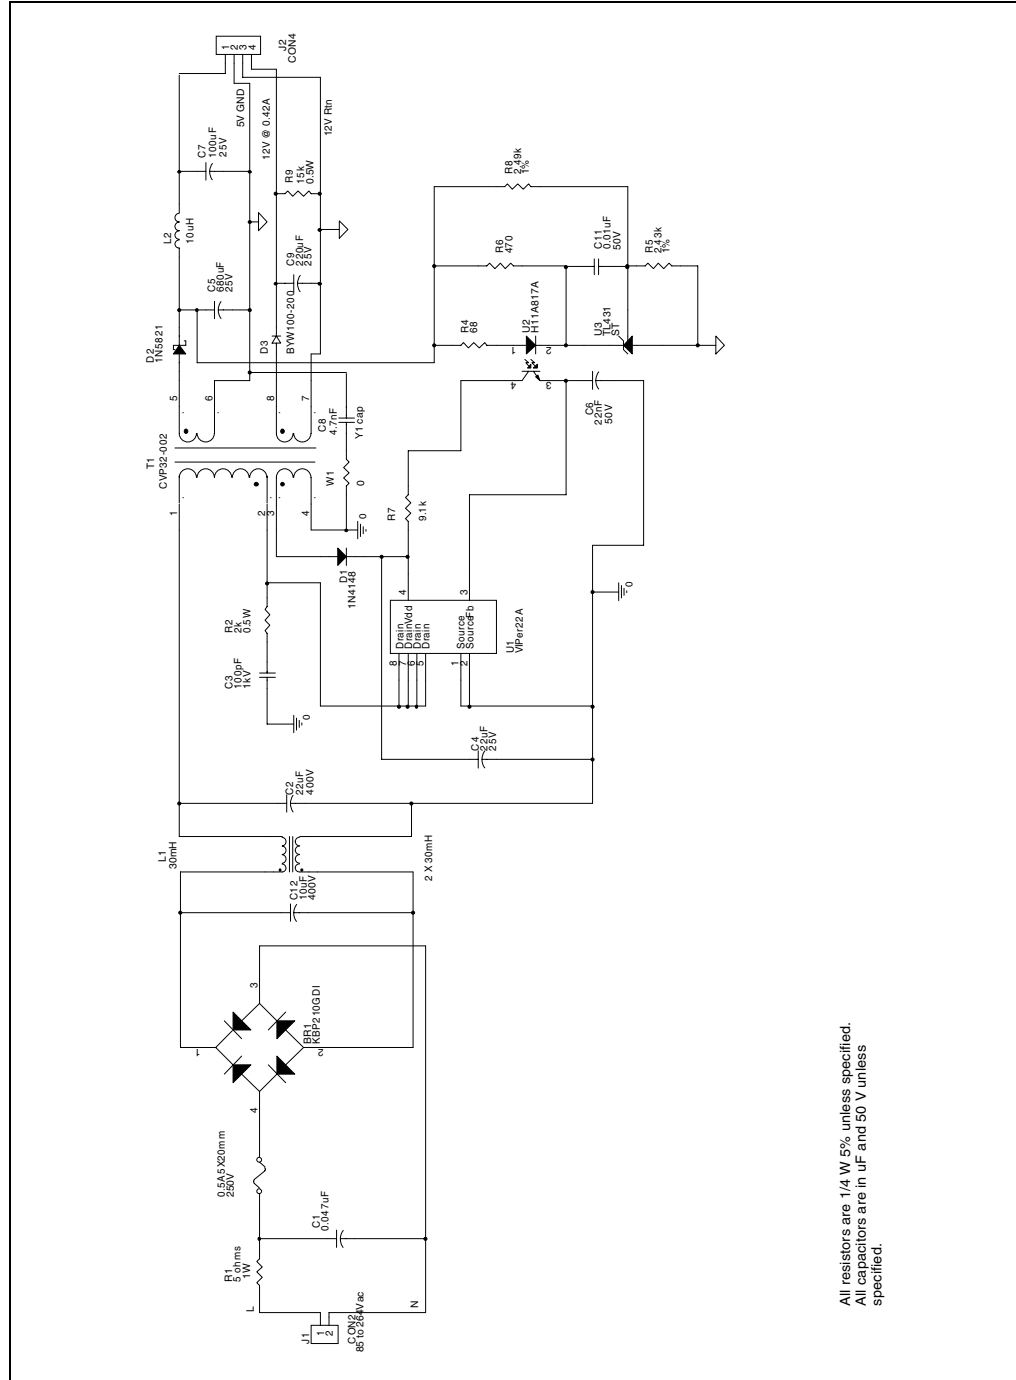 J1
1
2
CON2
85 to 264Vac
L
N
R1
5 ohms
1W
C1
0.047uF
0.5A 5X20mm
250V
4
1
2
3
BR1
KBP210GDI
C12
10uF
400V
L1
30mH
2 X 30mH
C2
22uF
400V
C4
22uF
25V
C3
100pF
1kV
0
R2
2k
0.5W
8
7
6
5
Drain
Drain
Drain
Drain
Vdd
4
1
2
Source
Source
Fb
3
U1
VIPer22A
0
D1
1N4148
R7
9.1k
T1
CVP32-002
1
2
3
4
5
6
8
7
0
W1
0
C8
4.7nF
Y1 cap
D2
1N5821
D3
BYW100-200
C5
680uF
25V
L2
10uH
C7
100uF
25V
C9
220uF
25V
R9
15k
0.5W
5V GND
12V @ 0.42A
12V Rtn
1
2
3
4
J2
CON4
C6
22nF
50V
4
3
1
2
U2
H11A817A
R4
68
R6
470
U3
TL431
ST
C11
0.01uF
50V
R8
2.49k
1%
R5
2.43k
1%
All resistors are 1/4 W 5% unless specified.
All capacitors are in uF and 50 V unless
specified.